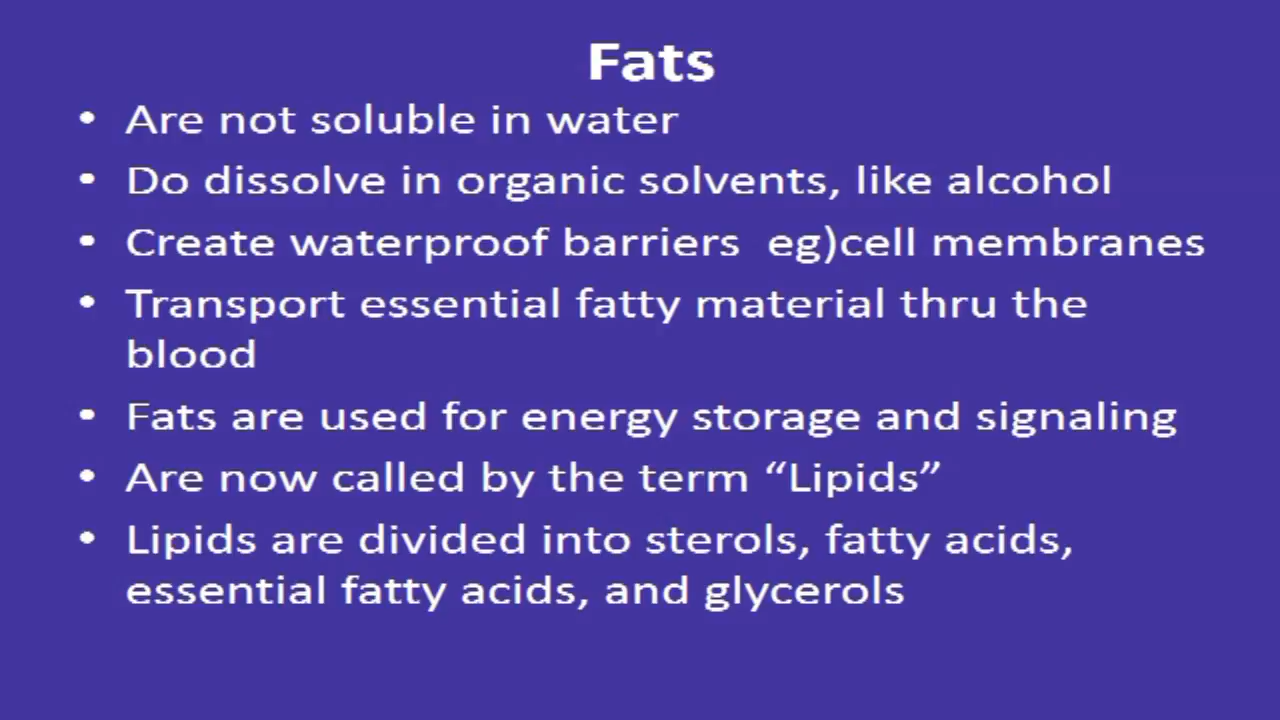 Fats
• Are not soluble in water
• Do dissolve in organic solvents, like alcohol
• Create waterproof barriers  eg)cell membranes
• Transport essential fatty material thru the
blood
• Fats are used for energy storage and signaling
• Are now called by the term “Lipids”
• Lipids are divided into sterols, fatty acids,
essential fatty acids, and glycerols